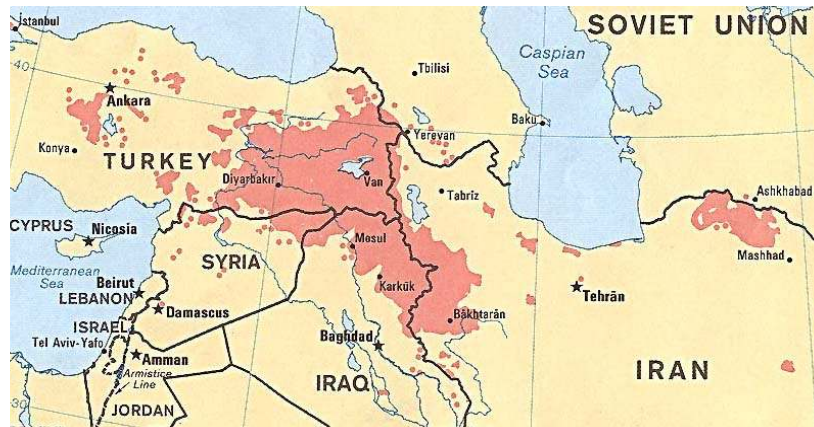 İstanbul
SOVIET UNION
Caspian
Sea
Tbilisi
40
Ankara
Baku
Yerevan
Konya
TURKEY
Diyarbakır
Van
Tabrīz
Ashkhabad
CYPRUS
Nicosia
Mosul
Mashhad
Mediterranean
Sea
SYRIA
Beirut
LEBANON
Karkūk
Tehrān
Damascus
Bākhtarān
ISRAEL
Tel Aviv-Yafo
Baghdad
Amman
Armistice
Line
IRAQ
IRAN
JORDAN
30